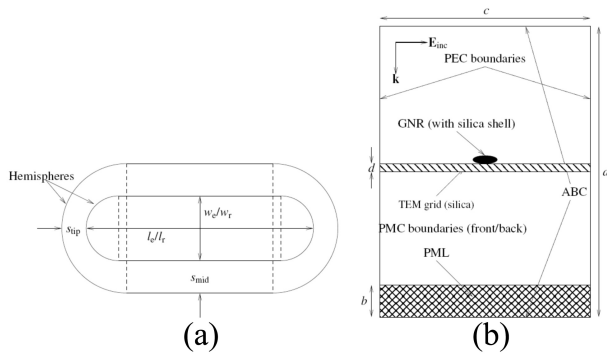 Hemispheres
s_tip
w_e/w_r
l_e/l_r
s_mid
(a)
c
E_inc
k
PEC boundaries
GNR (with silica shell)
d
a
TEM grid (silica)
ABC
PMC boundaries (front/back)
PML
b
(b)